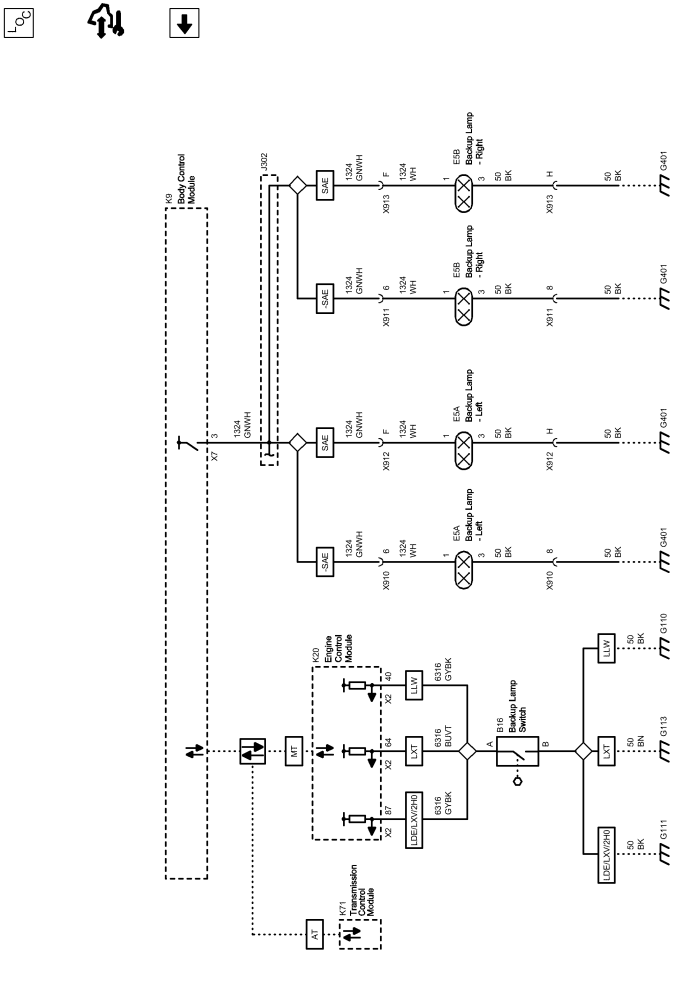 LOC
K9
Body Control
Module
J302
X7
3
1324
GNWH
SAE
1324
GNWH
X913
F
1324
WH
1
E5B
Backup Lamp
- Right
3
50
BK
X913
H
50
BK
G401
-SAE
1324
GNWH
X911
6
1324
WH
1
E5B
Backup Lamp
- Right
3
50
BK
X911
8
50
BK
G401
SAE
1324
GNWH
X912
F
1324
WH
1
E5A
Backup Lamp
- Left
3
50
BK
X912
H
50
BK
G401
-SAE
1324
GNWH
X910
6
1324
WH
1
E5A
Backup Lamp
- Left
3
50
BK
X910
8
50
BK
G401
MT
K20
Engine
Control
Module
X2
40
LLW
6316
GYBK
X2
64
LXT
6316
BUVT
X2
87
LDE/LXV/2H0
6316
GYBK
A
B16
Backup Lamp
Switch
B
LLW
50
BK
G110
LXT
50
BN
G113
LDE/LXV/2H0
50
BK
G111
AT
K71
Transmission
Control
Module